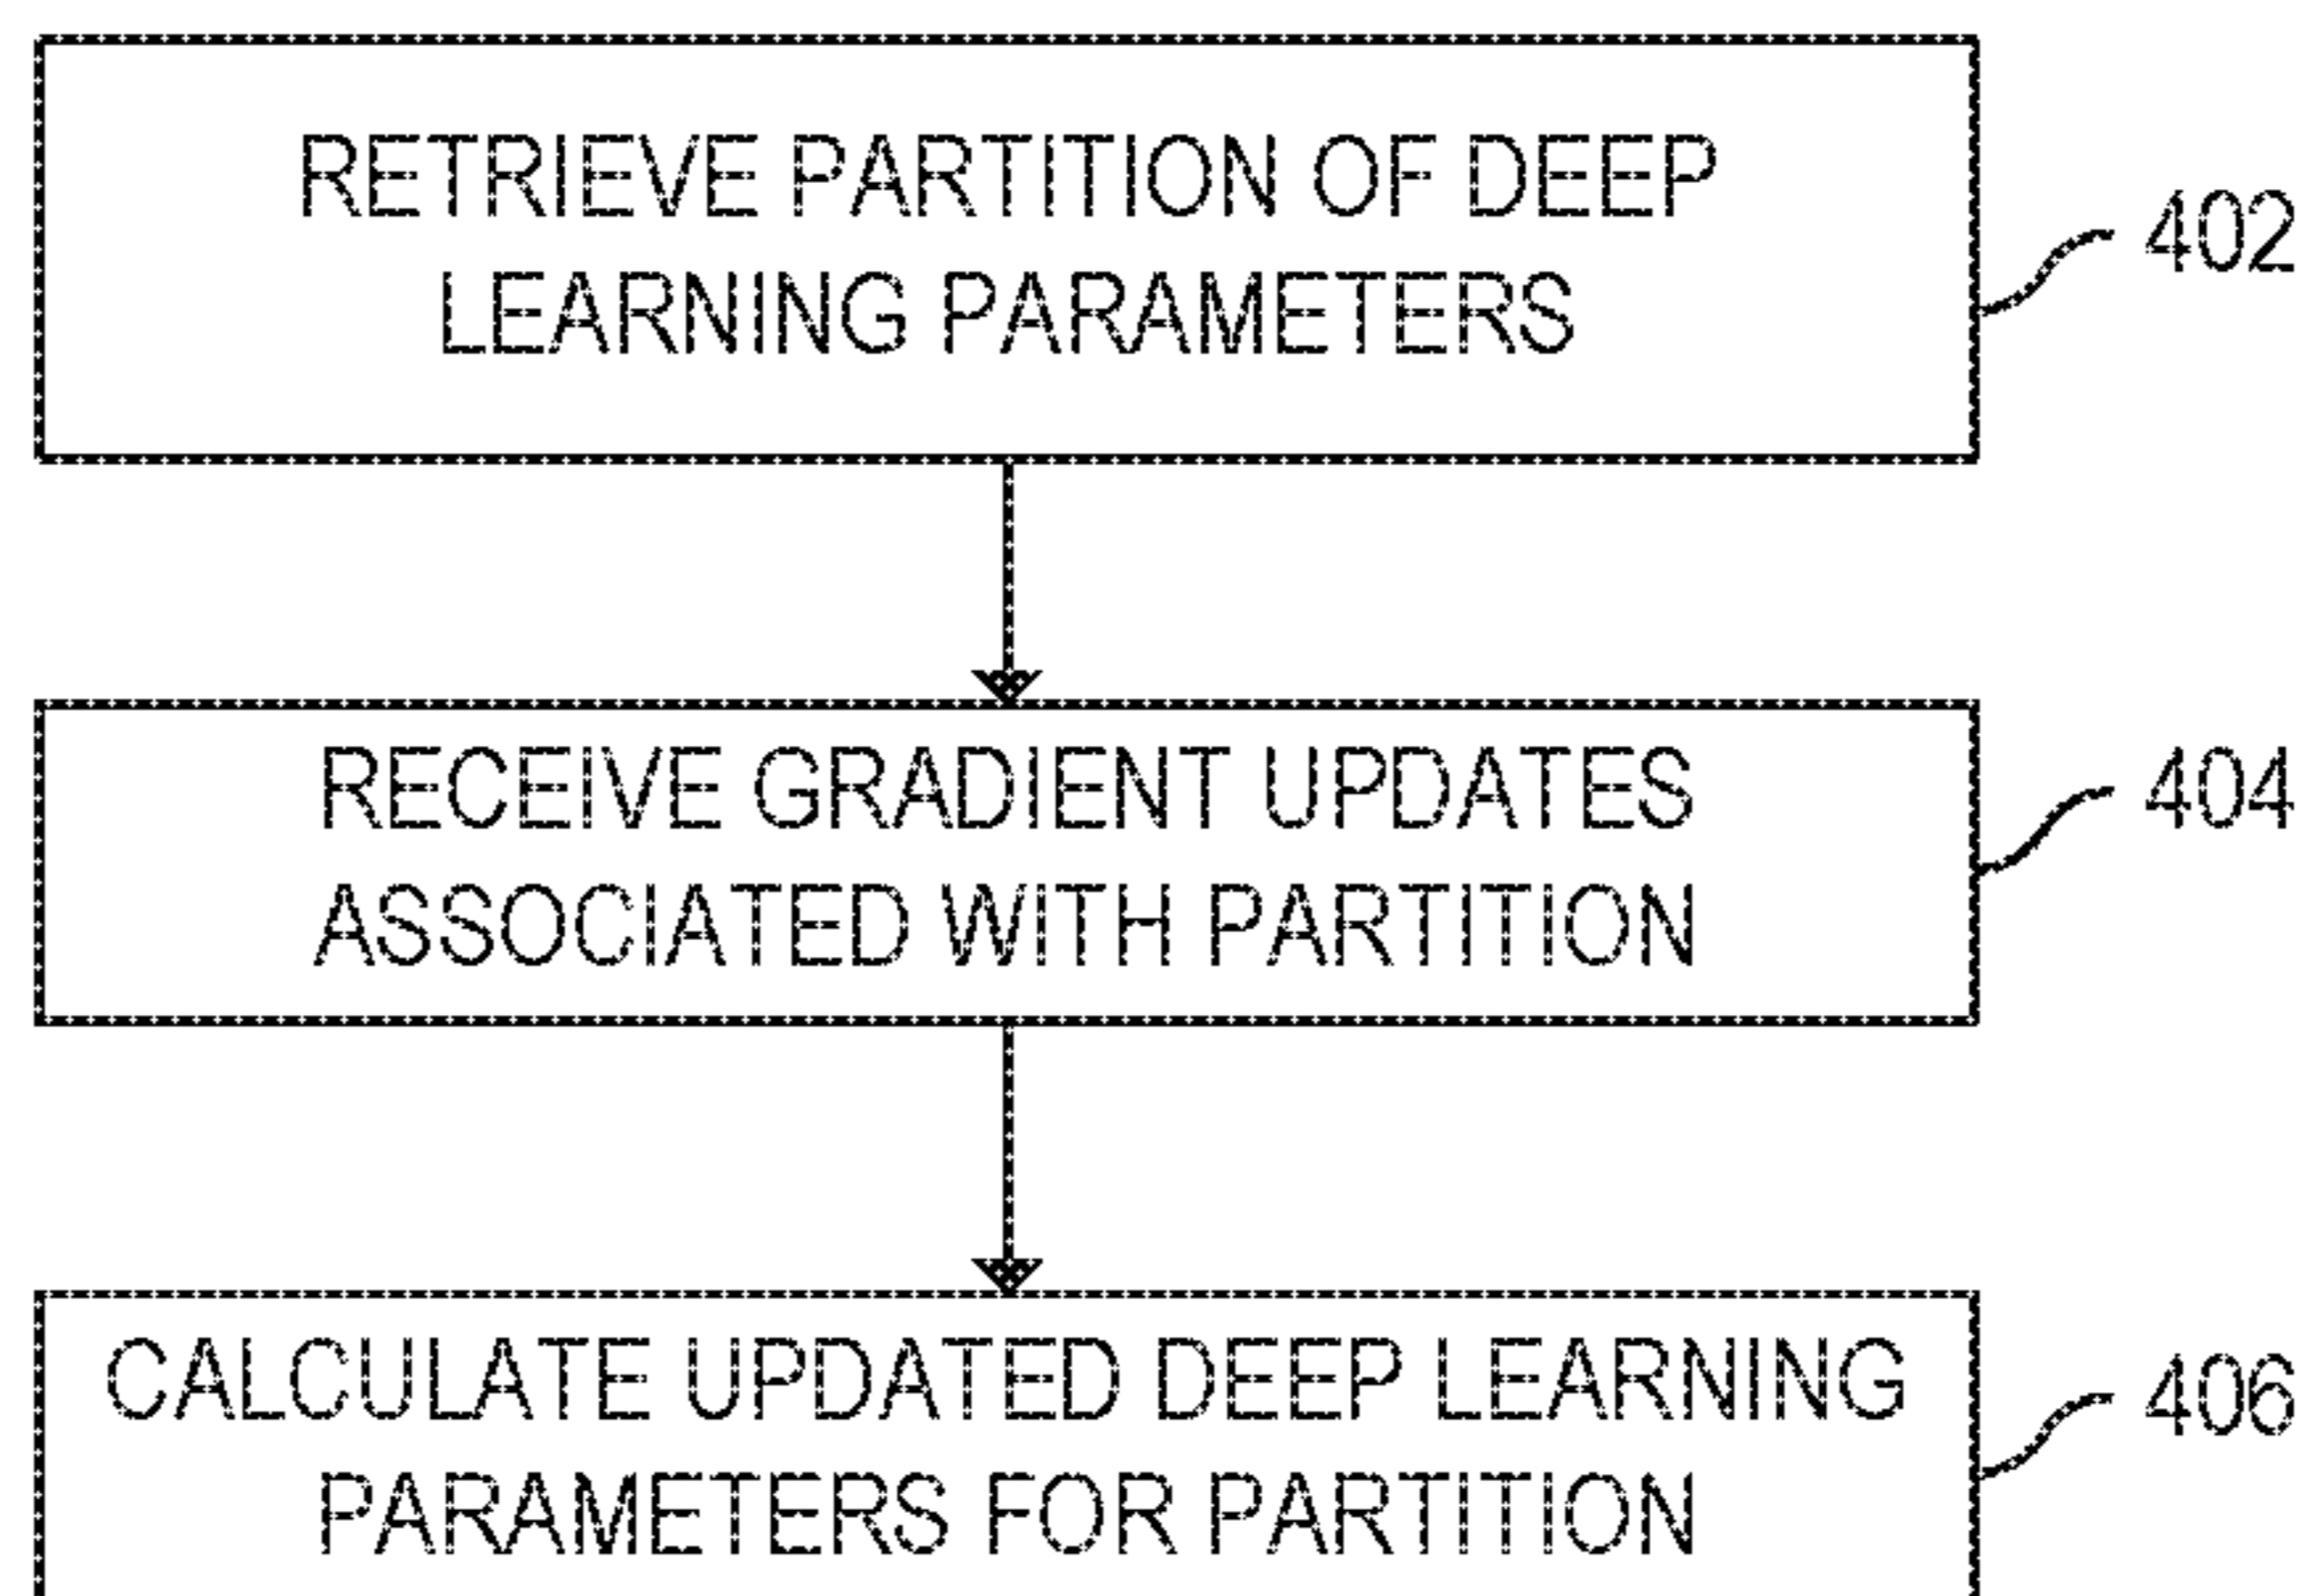 RETRIEVE PARTITION OF DEEP
LEARNING PARAMETERS
402
RECEIVE GRADIENT UPDATES
ASSOCIATED WITH PARTITION
404
CALCULATE UPDATED DEEP LEARNING
PARAMETERS FOR PARTITION
406